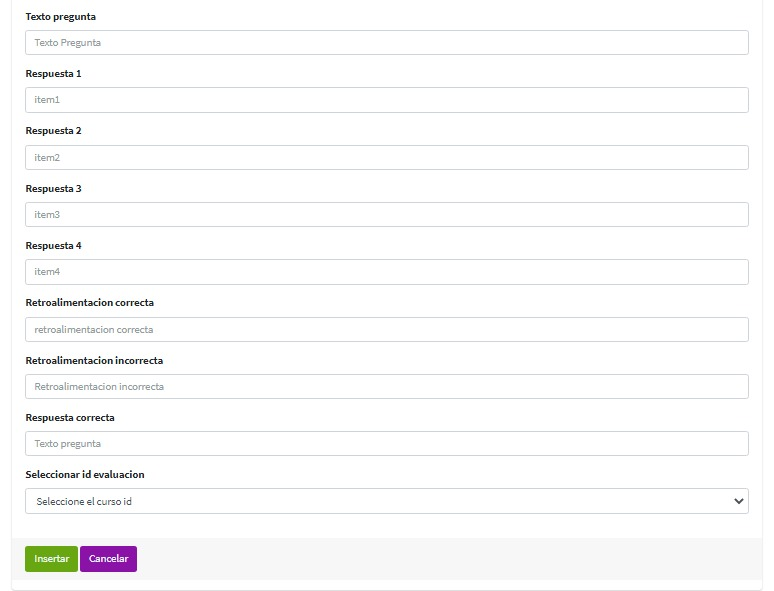 Texto pregunta
Texto Pregunta
Respuesta 1
item1
Respuesta 2
item2
Respuesta 3
item3
Respuesta 4
item4
Retroalimentacion correcta
retroalimentacion correcta
Retroalimentacion incorrecta
Retroalimentacion incorrecta
Respuesta correcta
Texto pregunta
Seleccionar id evaluacion
Seleccione el curso id
Insertar Cancelar